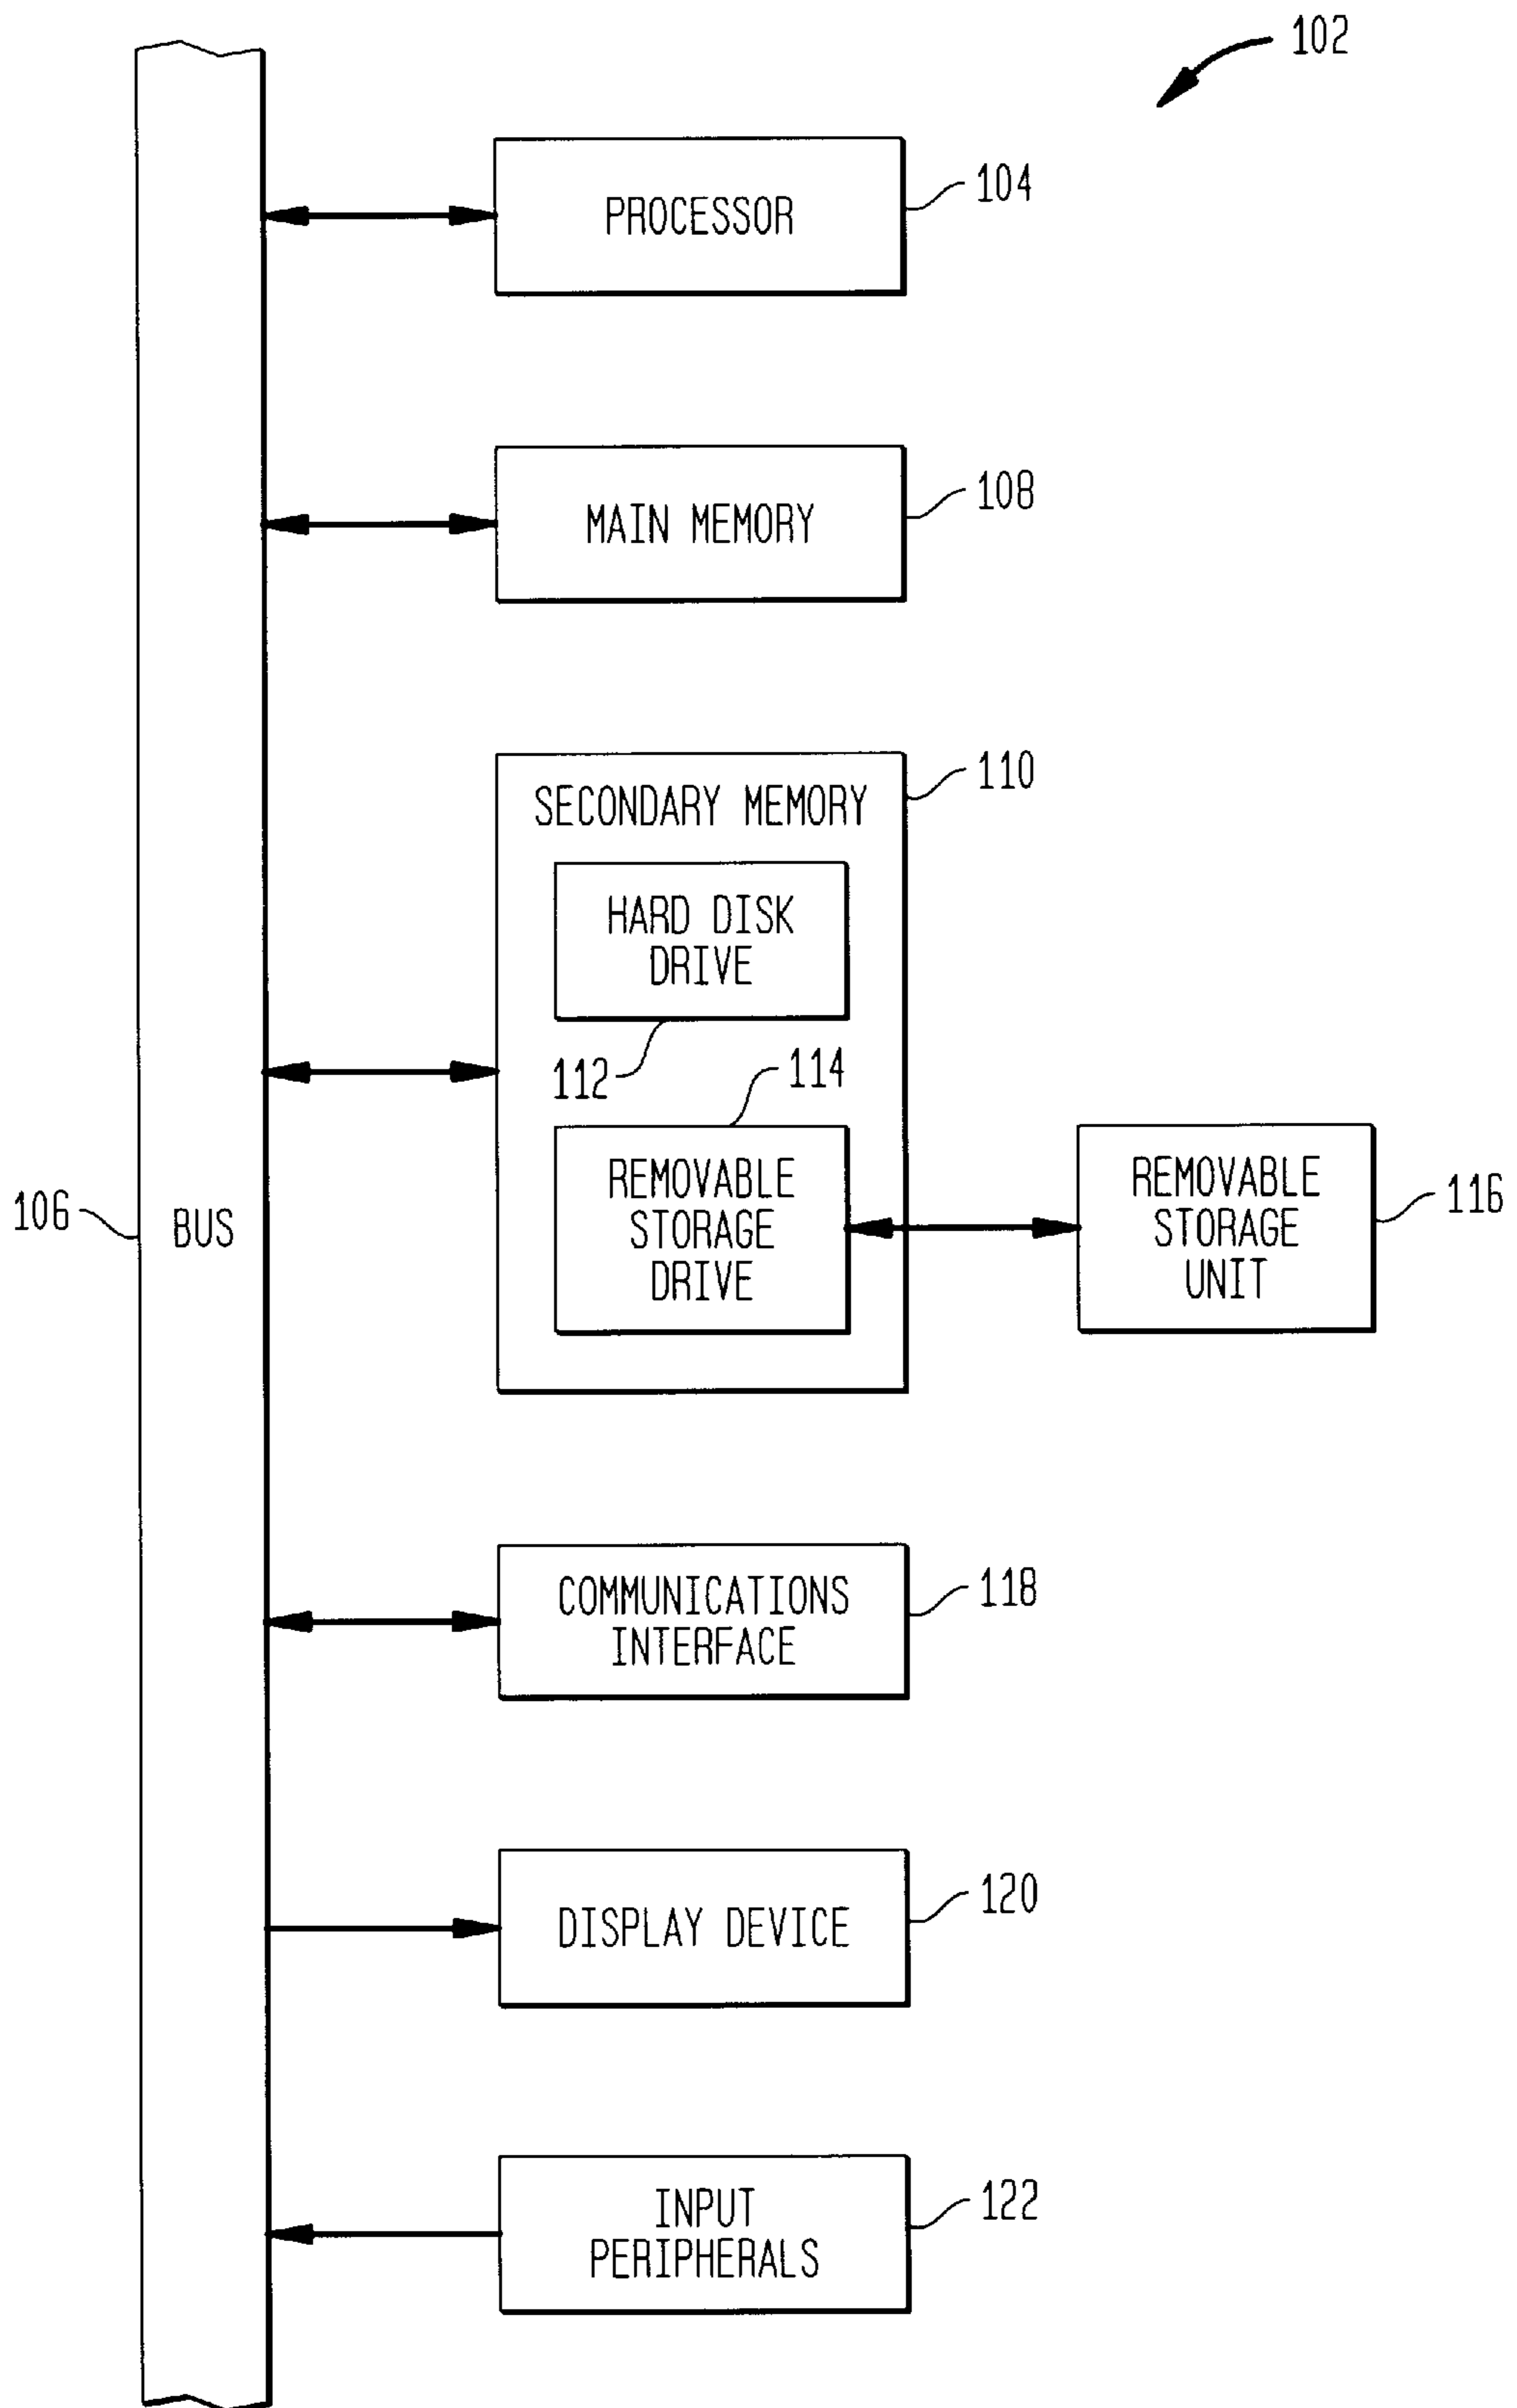 102
PROCESSOR
104
MAIN MEMORY
108
SECONDARY MEMORY
110
HARD DISK
DRIVE
112
114
REMOVABLE
STORAGE
DRIVE
REMOVABLE
STORAGE
UNIT
116
106
BUS
COMMUNICATIONS
INTERFACE
118
DISPLAY DEVICE
120
INPUT
PERIPHERALS
122